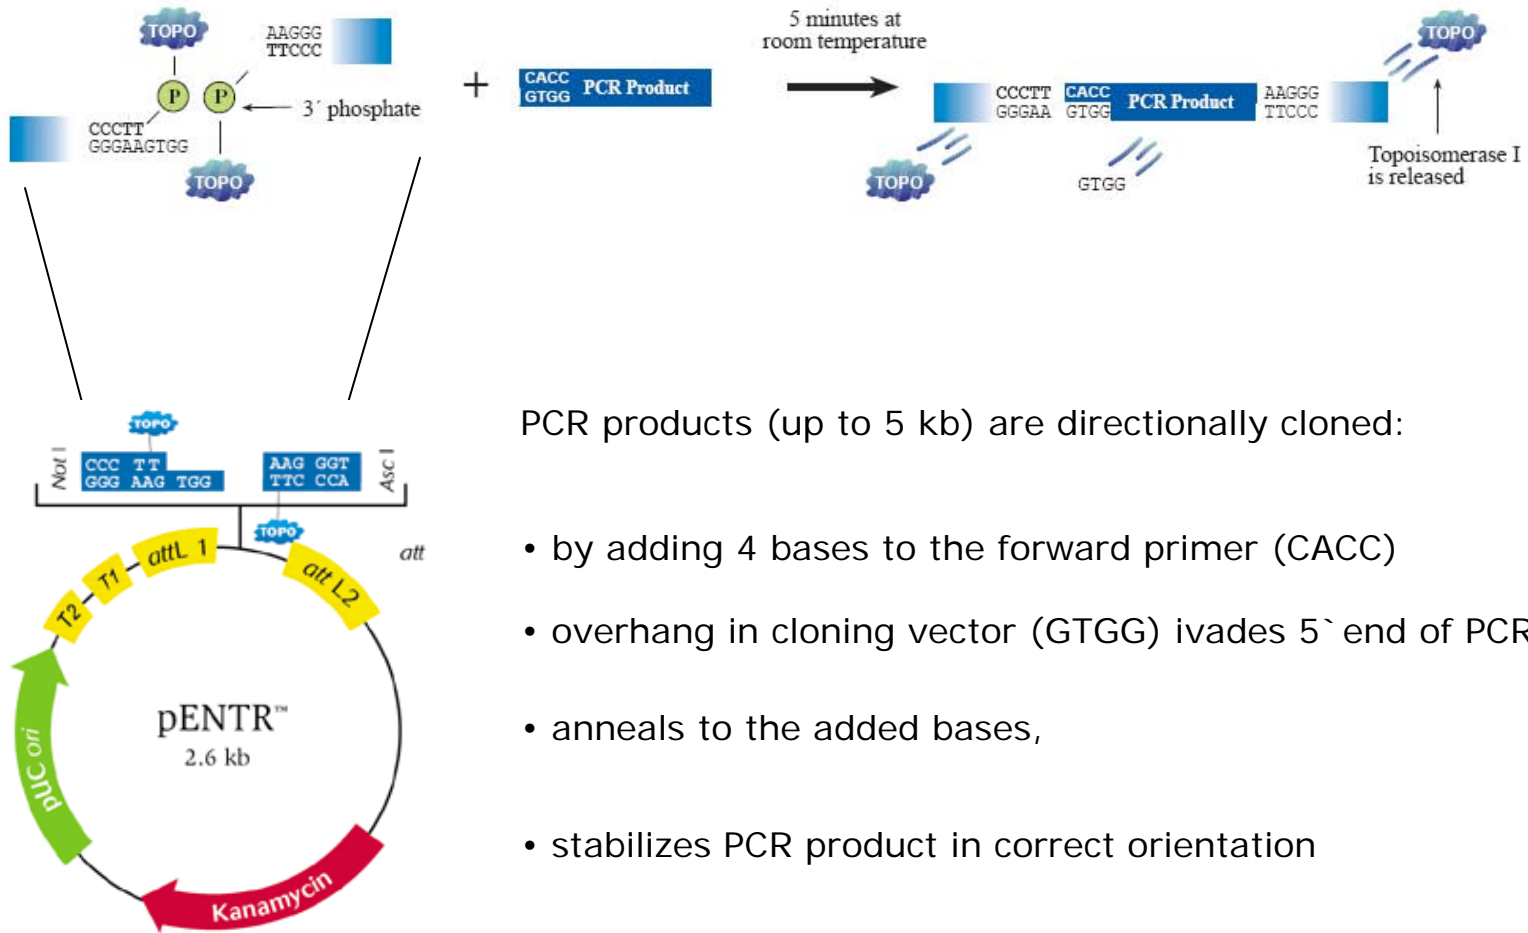 TOPO
AAGGG
TTCCC
P P
3´ phosphate
CCCTT
GGGAAGTGG
TOPO
+
CACC
GTGG
PCR Product
5 minutes at
room temperature
TOPO
CCCTT CACC PCR Product AAGGG
GGGAA GTGG TTCCC
TOPO
GTGG
Topoisomerase I
is released
TOPO
Not I
CCC TT
GGG AAG TGG
AAG GGT
TTC CCA
Asc I
TOPO
attL 1
att L2
att
T1
T2
pUC ori
pENTR™
2.6 kb
Kanamycin
PCR products (up to 5 kb) are directionally cloned:
• by adding 4 bases to the forward primer (CACC)
• overhang in cloning vector (GTGG) ivades 5` end of PCR
• anneals to the added bases,
• stabilizes PCR product in correct orientation